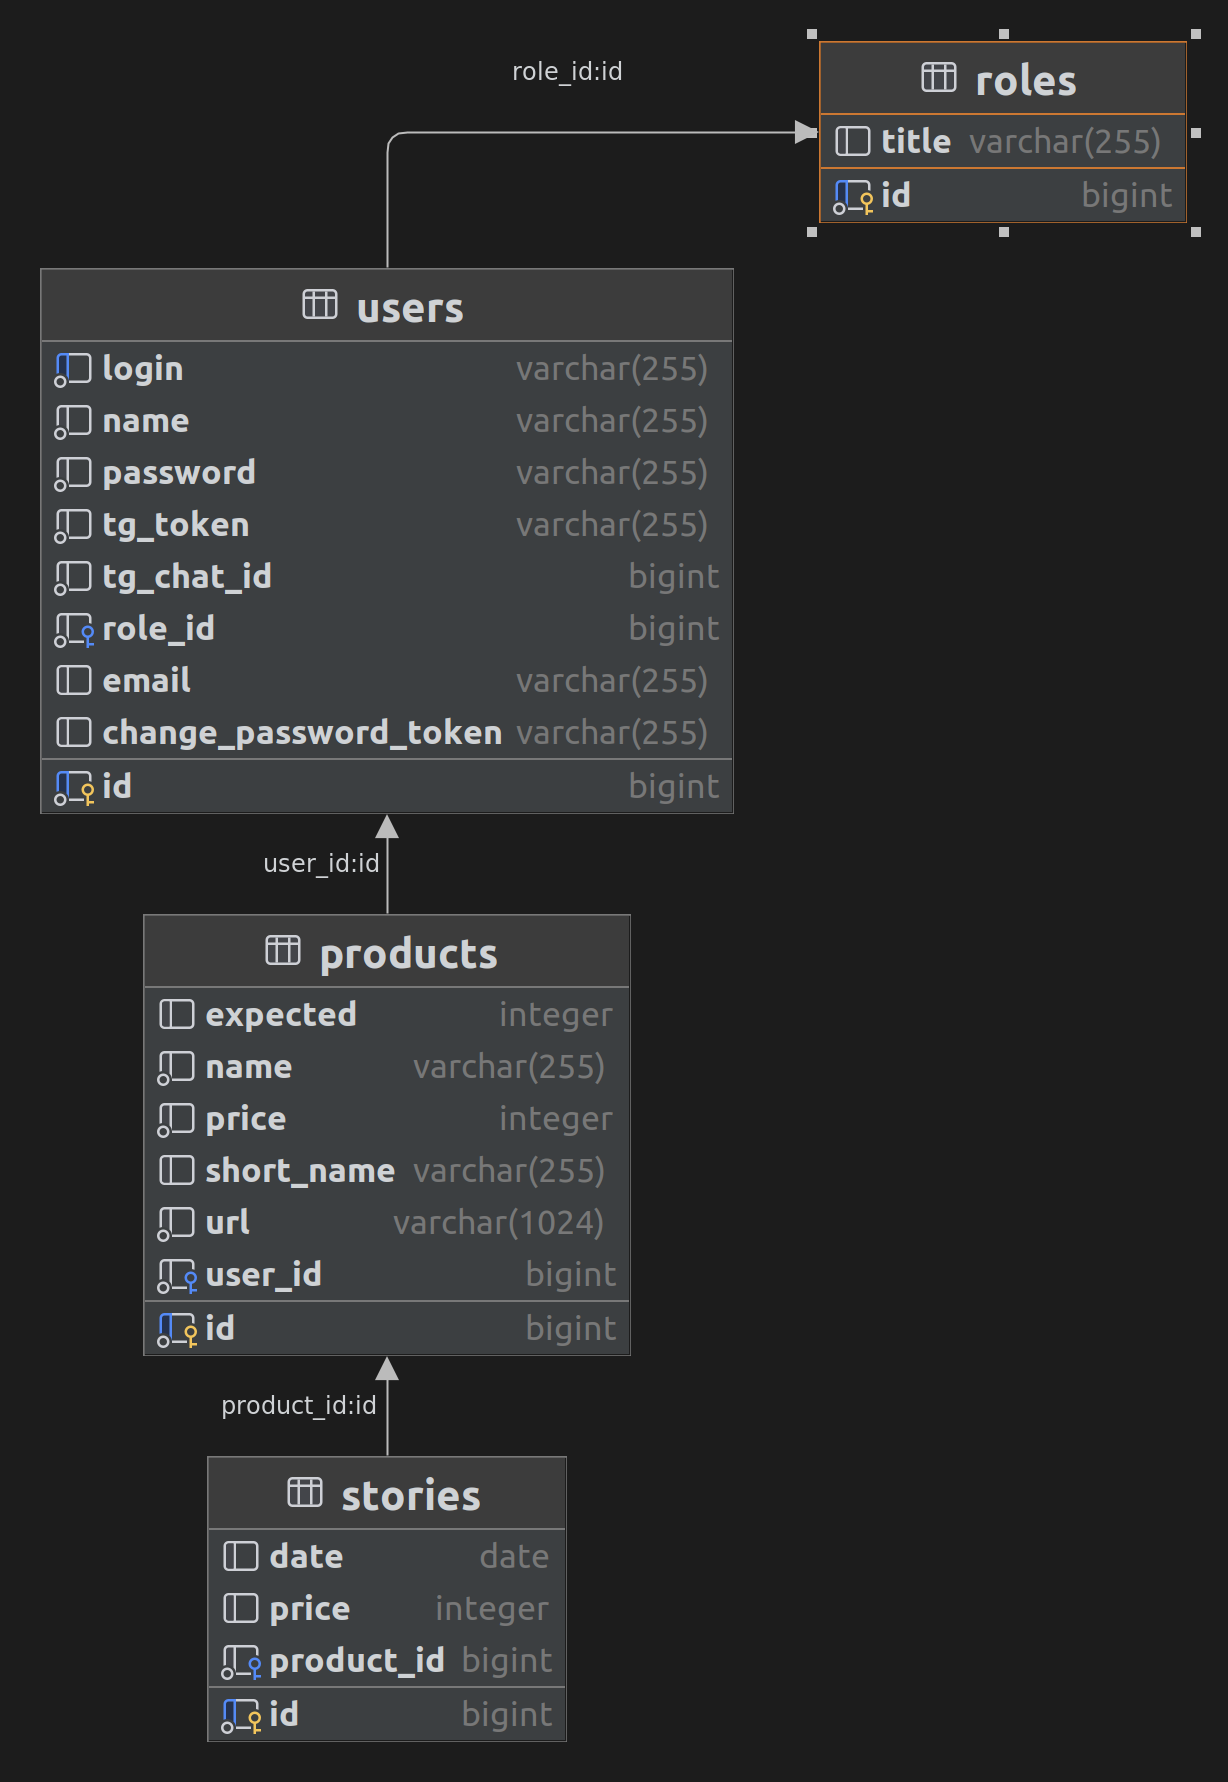 role_id:id
roles
title varchar(255)
id bigint
users
login varchar(255)
name varchar(255)
password varchar(255)
tg_token varchar(255)
tg_chat_id bigint
role_id bigint
email varchar(255)
change_password_token varchar(255)
id bigint
user_id:id
products
expected integer
name varchar(255)
price integer
short_name varchar(255)
url varchar(1024)
user_id bigint
id bigint
product_id:id
stories
date date
price integer
product_id bigint
id bigint